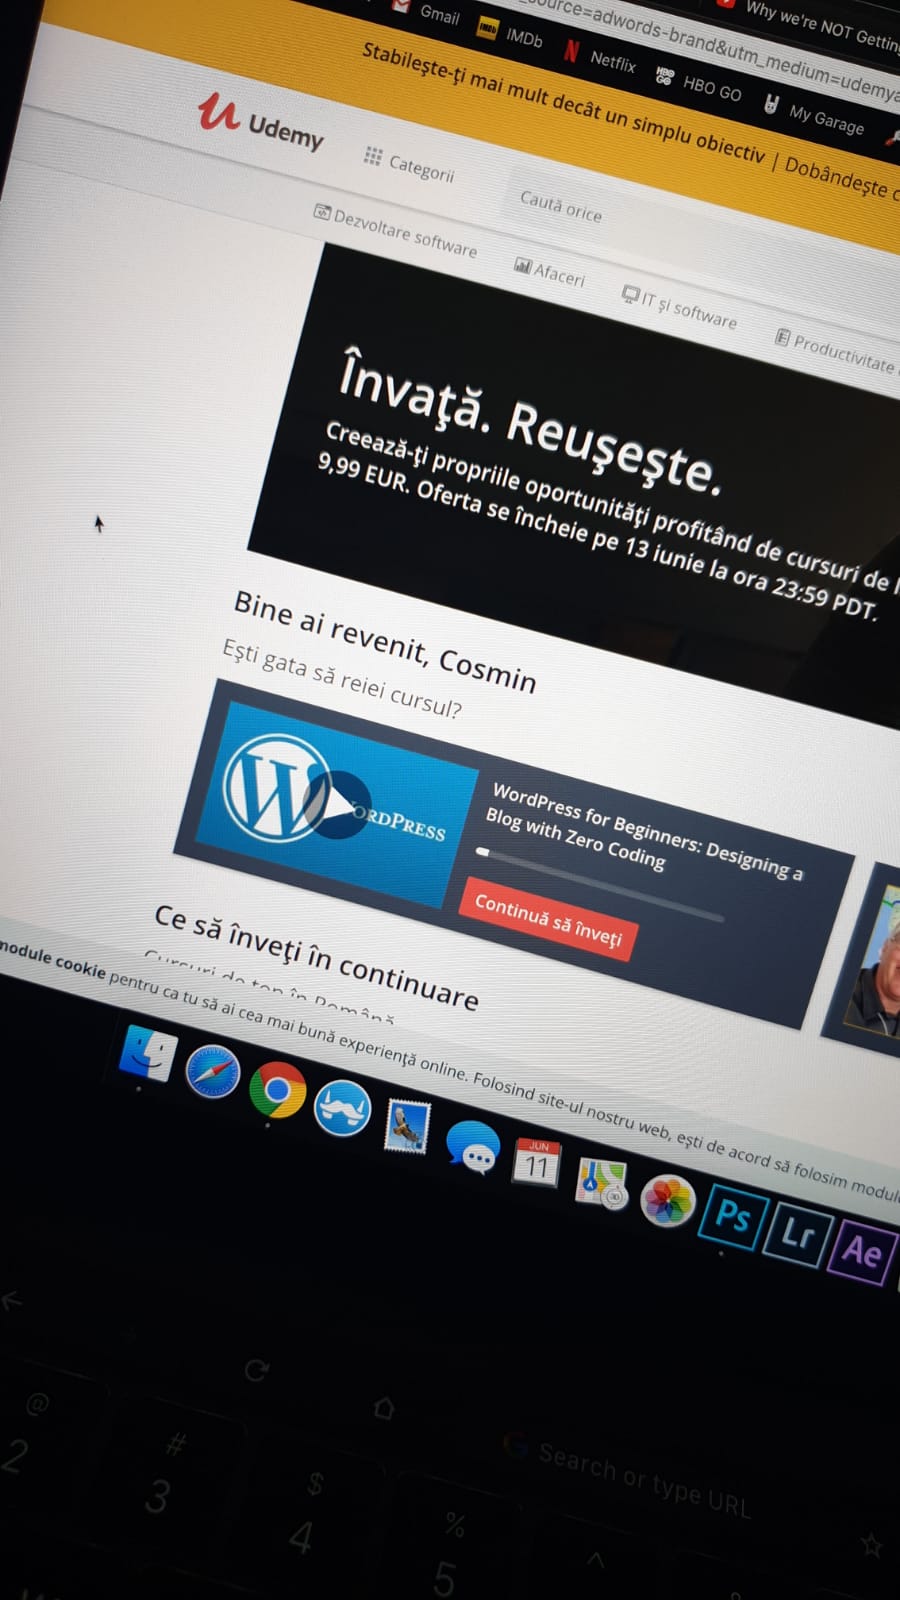 Why we're NOT Gettin
ource=adwords-brand&utm_medium=udemy
Gmail
IMDb
IMDb
Netflix
HBO GO
HBO GO
My Garage
Stabileşte-ţi mai mult decât un simplu obiectiv | Dobândeşte
Udemy
Categorii
Caută orice
Dezvoltare software
Afaceri
IT şi software
Productivitate
Învaţă. Reuşeşte.
Creează-ţi propriile oportunităţi profitând de cursuri de l
9,99 EUR. Oferta se încheie pe 13 iunie la ora 23:59 PDT.
Bine ai revenit, Cosmin
Eşti gata să reiei cursul?
WORDPRESS
WordPress for Beginners: Designing a
Blog with Zero Coding
Continuă să înveţi
Ce să înveţi în continuare
Cursuri de top în Română
module cookie pentru ca tu să ai cea mai bună experienţă online. Folosind site-ul nostru web, eşti de acord să folosim modul
JUN
11
Ps
Lr
Ae
G Search or type URL
@
2
#
3
$
4
%
5
^